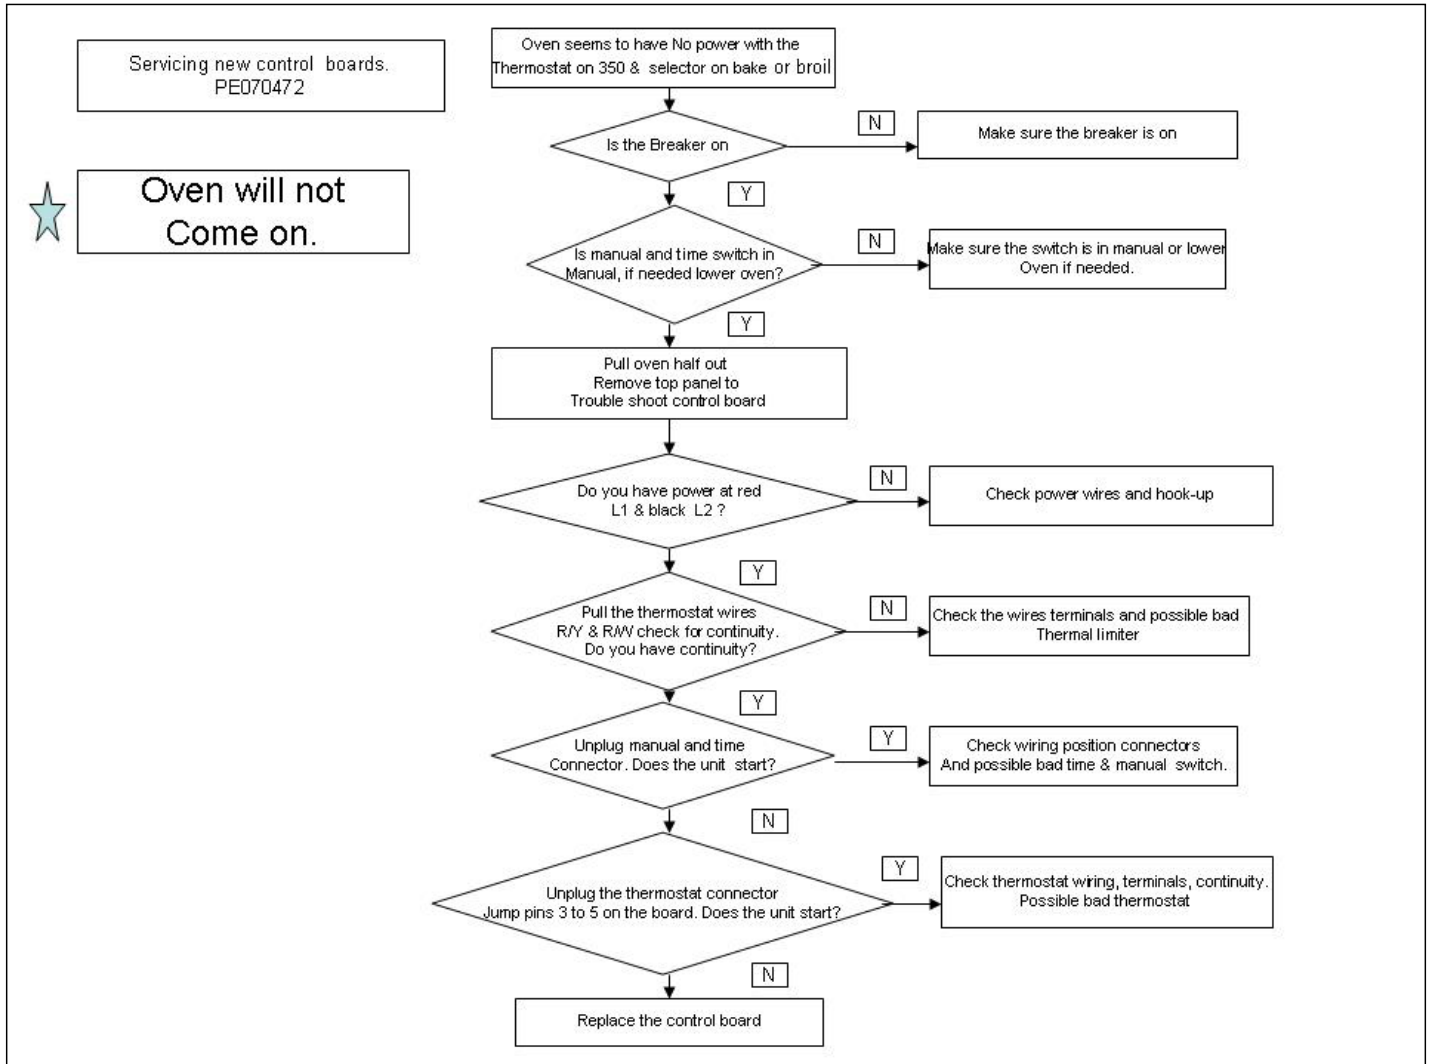 Servicing new control boards.
PE070472
Oven will not
Come on.
Oven seems to have No power with the
Thermostat on 350 & selector on bake or broil
Is the Breaker on
N
Make sure the breaker is on
Y
Is manual and time switch in
Manual, if needed lower oven?
N
Make sure the switch is in manual or lower
Oven if needed.
Y
Pull oven half out
Remove top panel to
Trouble shoot control board
Do you have power at red
L1 & black L2 ?
N
Check power wires and hook-up
Y
Pull the thermostat wires
R/Y & R/W check for continuity.
Do you have continuity?
N
Check the wires terminals and possible bad
Thermal limiter
Y
Unplug manual and time
Connector. Does the unit start?
Y
Check wiring position connectors
And possible bad time & manual switch.
N
Unplug the thermostat connector
Jump pins 3 to 5 on the board. Does the unit start?
Y
Check thermostat wiring, terminals, continuity.
Possible bad thermostat
N
Replace the control board